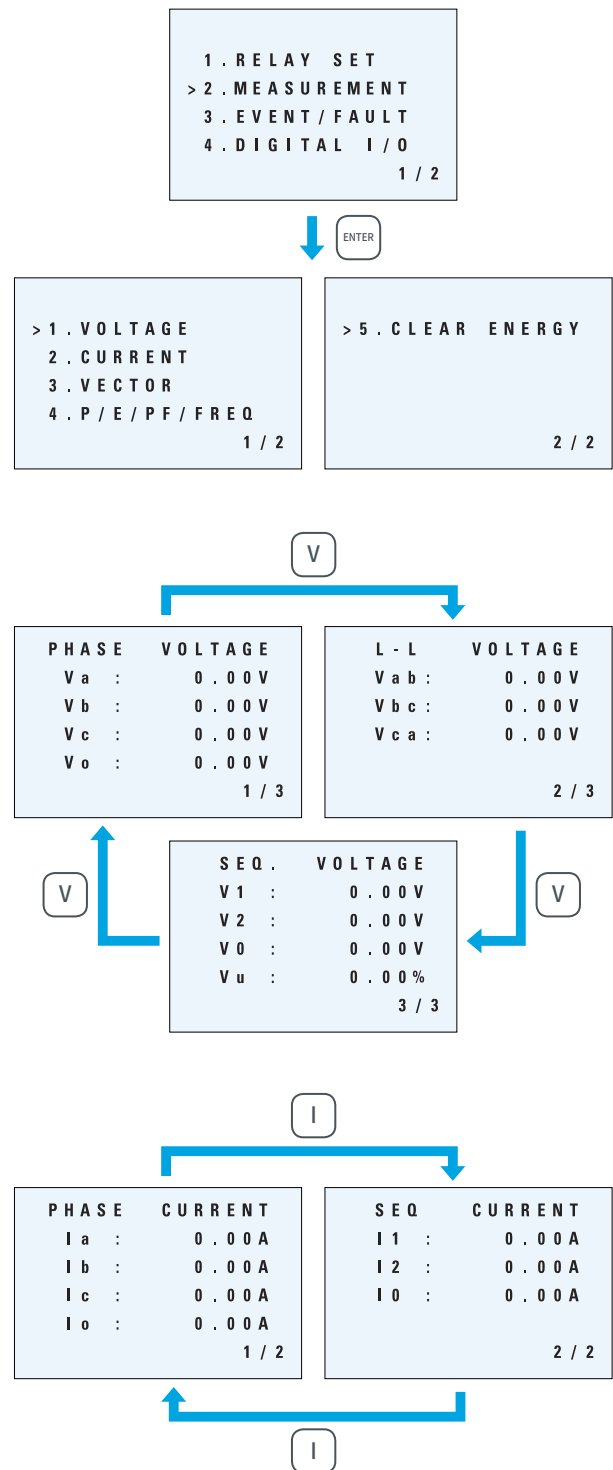 1.RELAY SET
>2.MEASUREMENT
3.EVENT/FAULT
4.DIGITAL I/O
1/2
ENTER
>1.VOLTAGE
2.CURRENT
3.VECTOR
4.P/E/PF/FREQ
1/2
>5.CLEAR ENERGY
2/2
V
PHASE VOLTAGE
Va : 0.00V
Vb : 0.00V
Vc : 0.00V
Vo : 0.00V
1/3
L-L VOLTAGE
Vab: 0.00V
Vbc: 0.00V
Vca: 0.00V
2/3
V
SEQ. VOLTAGE
V1 : 0.00V
V2 : 0.00V
V0 : 0.00V
Vu : 0.00%
3/3
V
I
PHASE CURRENT
Ia : 0.00A
Ib : 0.00A
Ic : 0.00A
Io : 0.00A
1/2
SEQ CURRENT
I1 : 0.00A
I2 : 0.00A
I0 : 0.00A
2/2
I